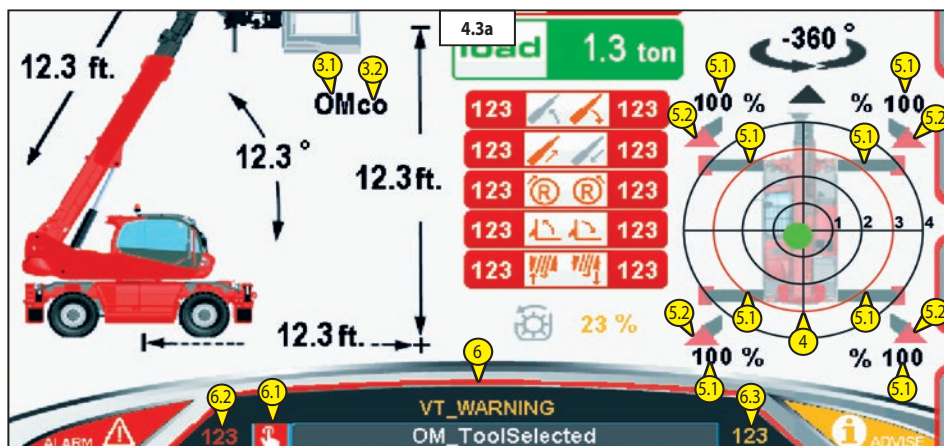 4.3a
load 1.3 ton
-360 °
12.3 ft.
3.1 3.2
OMco
12.3 °
12.3 ft.
12.3 ft.
123 123
123 123
123 R R 123
123 123
123 123
23 %
5.1 5.1
100 % % 100
5.2 5.2
5.1 5.1
1 2 3 4
5.1 5.1
5.2 4 5.2
100 % % 100
5.1 5.1
6
6.2 6.1 6.3
VT_WARNING
ALARM 123 OM_ToolSelected 123 ADVISE